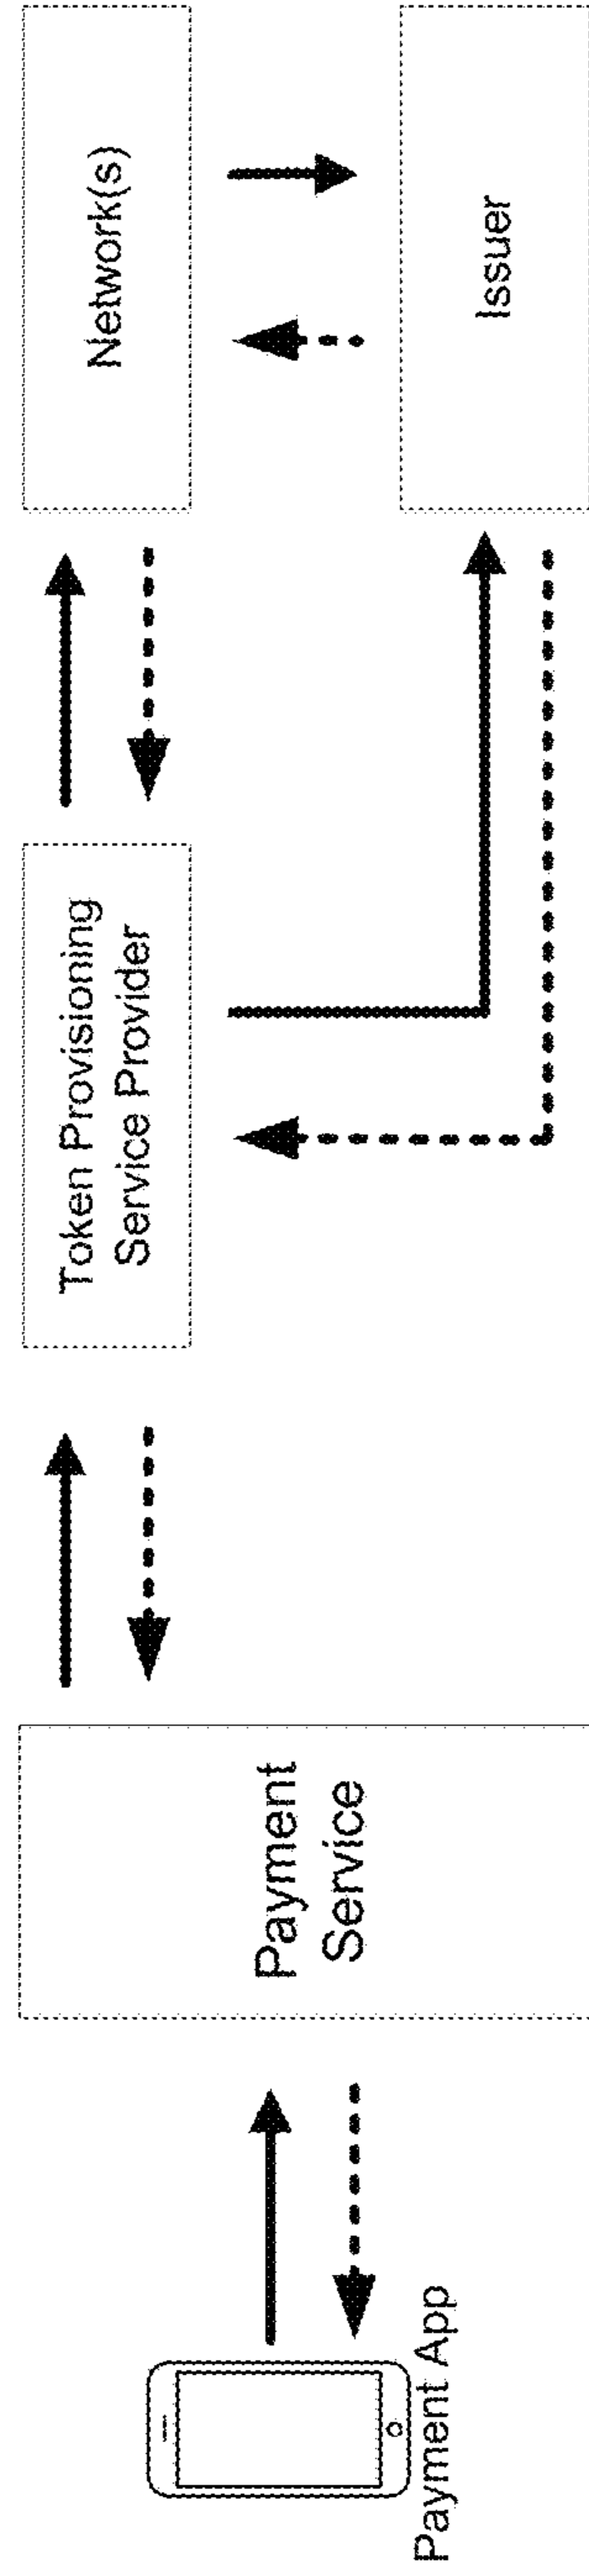 Payment App
Payment
Service
Token Provisioning
Service Provider
Network(s)
Issuer